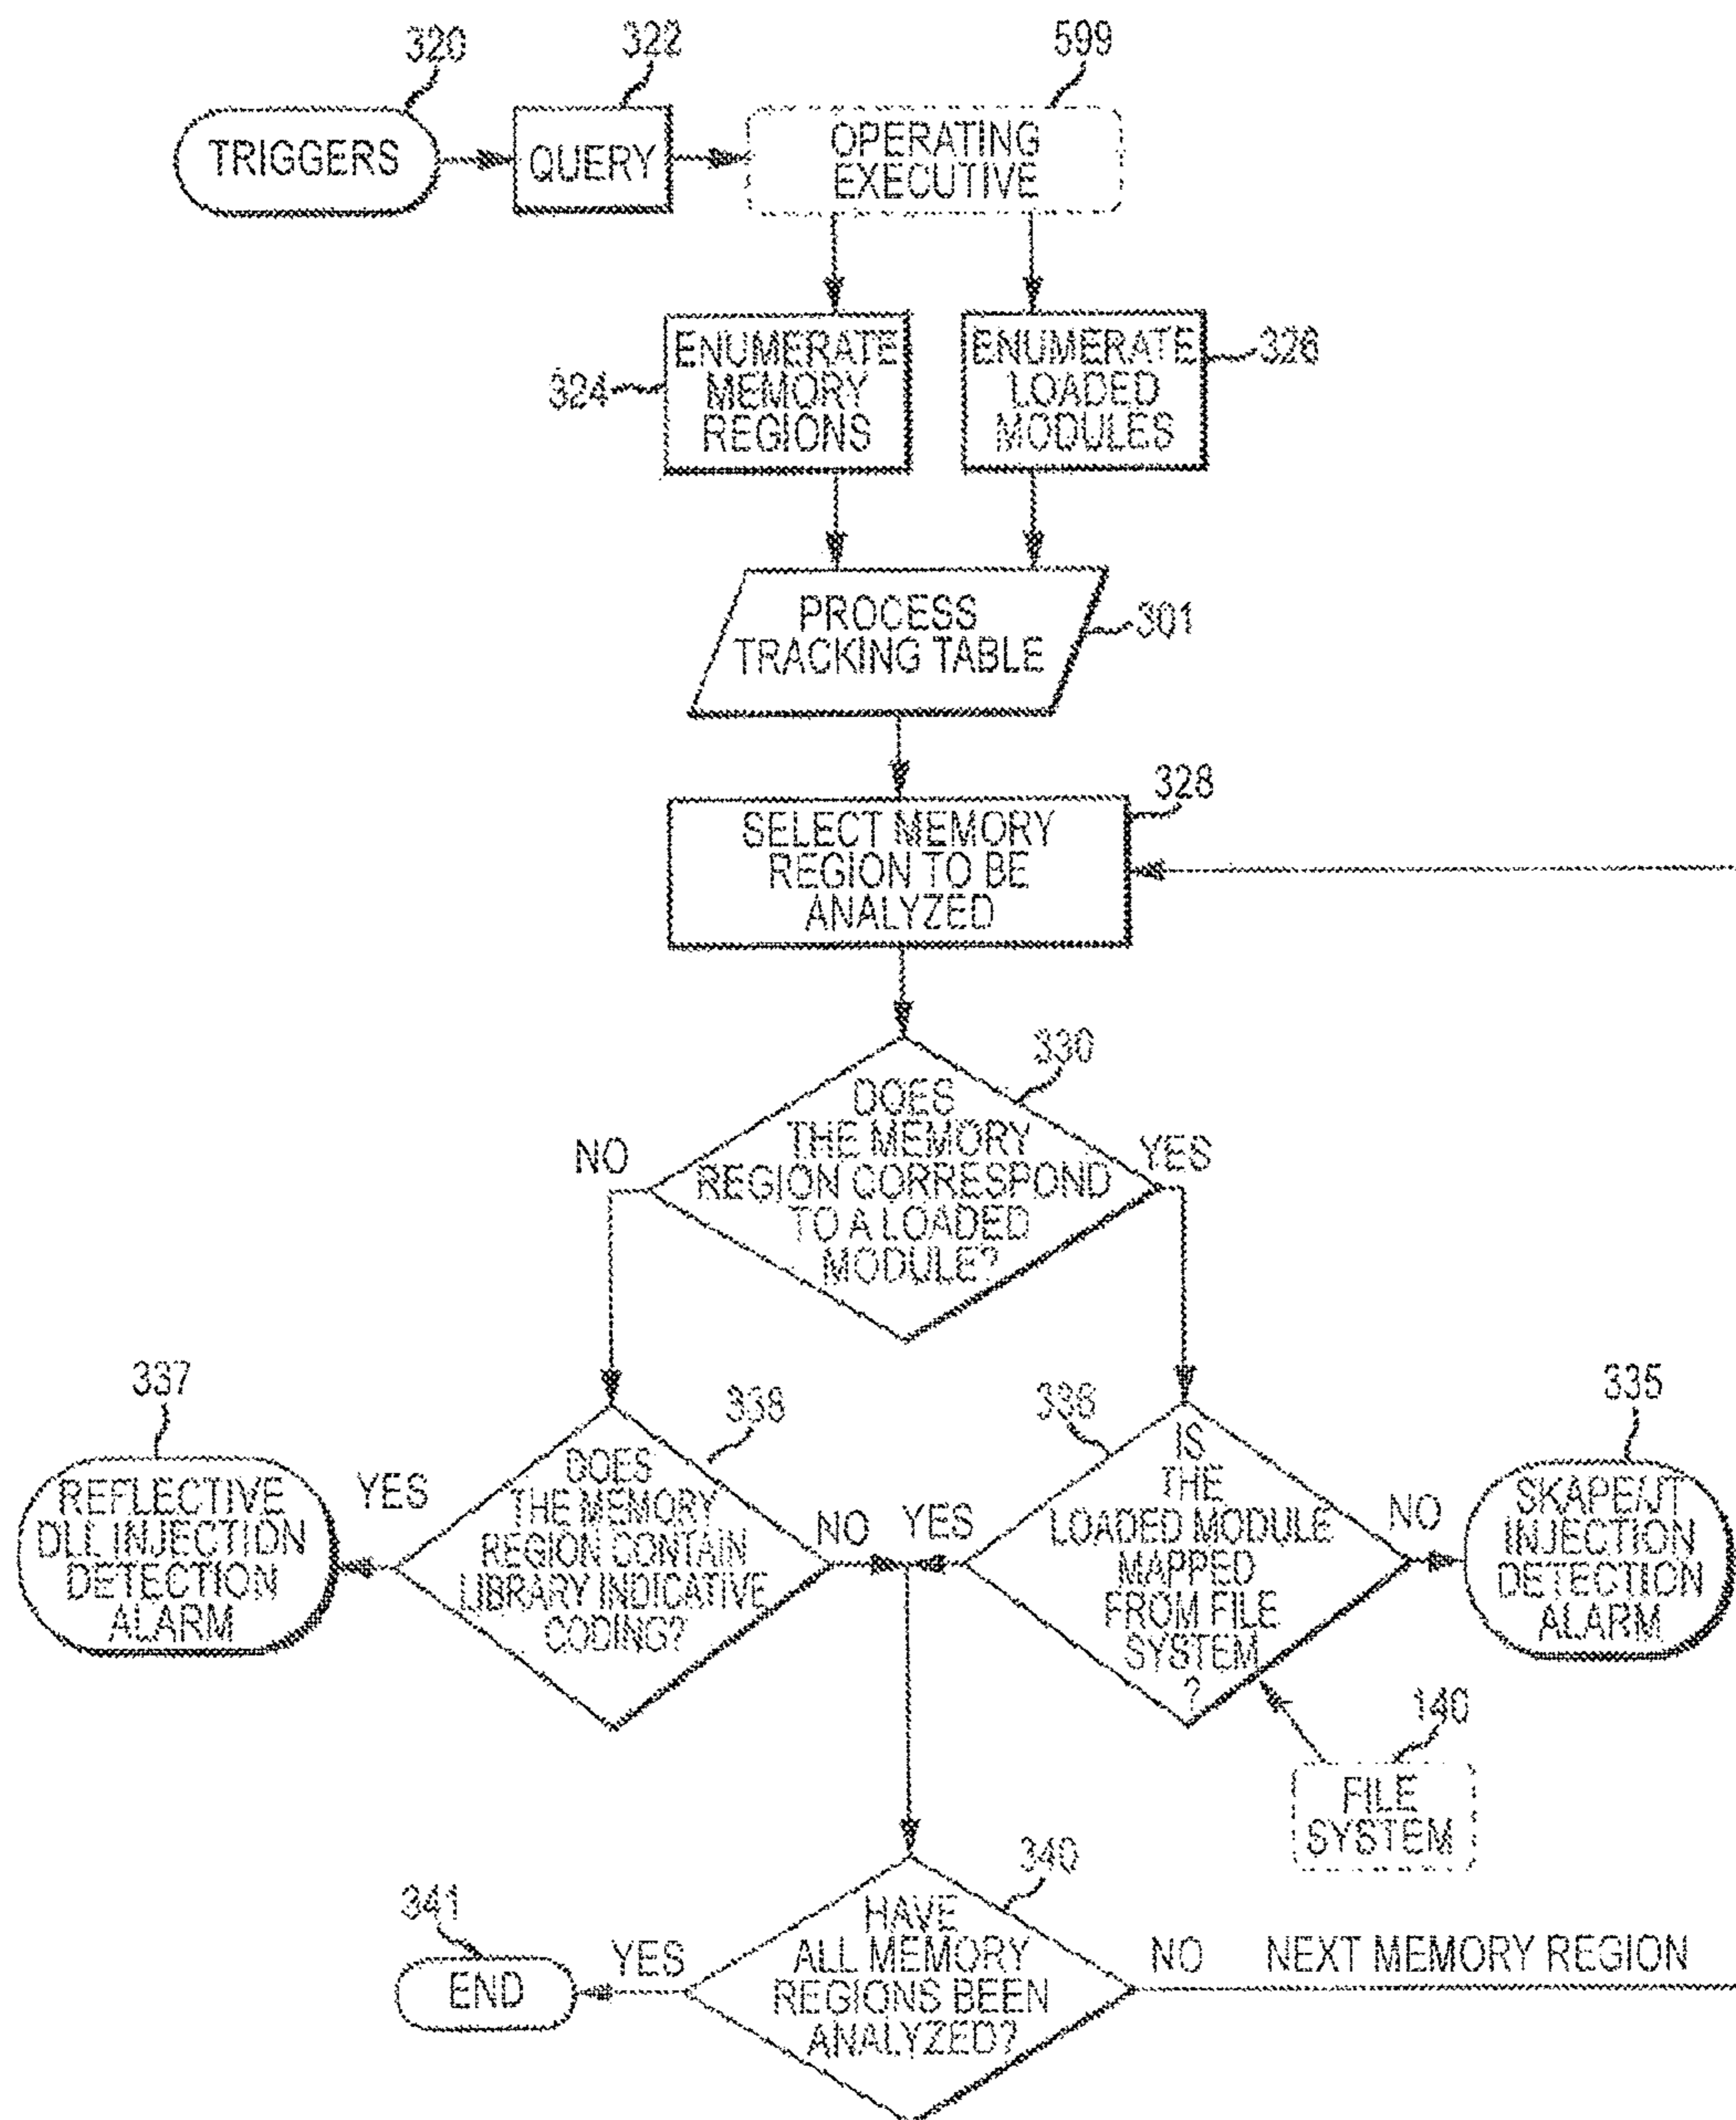 320
322
599
TRIGGERS
QUERY
OPERATING
EXECUTIVE
ENUMERATE
MEMORY
REGIONS
324
ENUMERATE
LOADED
MODULES
326
PROCESS
TRACKING TABLE
301
328
SELECT MEMORY
REGION TO BE
ANALYZED
330
DOES
THE MEMORY
REGION CORRESPOND
TO A LOADED
MODULE?
NO
YES
337
338
336
335
REFLECTIVE
DLL INJECTION
DETECTION
ALARM
YES
DOES
THE MEMORY
REGION CONTAIN
LIBRARY INDICATIVE
CODING?
NO
YES
IS
THE
LOADED MODULE
MAPPED
FROM FILE
SYSTEM
?
NO
SKAPE/JT
INJECTION
DETECTION
ALARM
140
FILE
SYSTEM
340
341
END
YES
HAVE
ALL MEMORY
REGIONS BEEN
ANALYZED?
NO NEXT MEMORY REGION